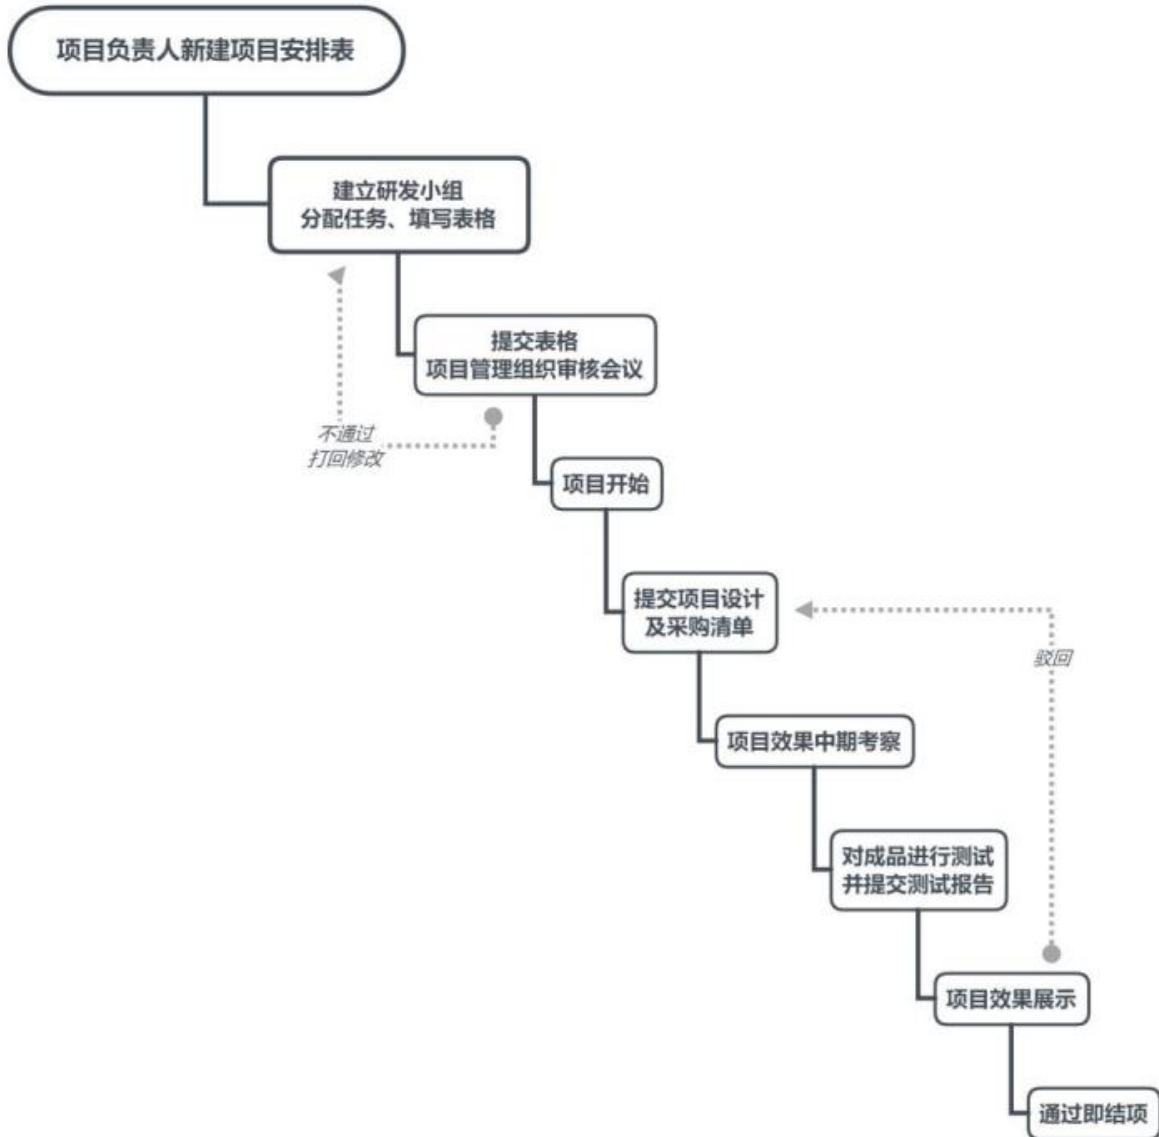 项目负责人新建项目安排表
建立研发小组
分配任务、填写表格
提交表格
项目管理组织审核会议
不通过
打回修改
项目开始
提交项目设计
及采购清单
驳回
项目效果中期考察
对成品进行测试
并提交测试报告
项目效果展示
通过即结项